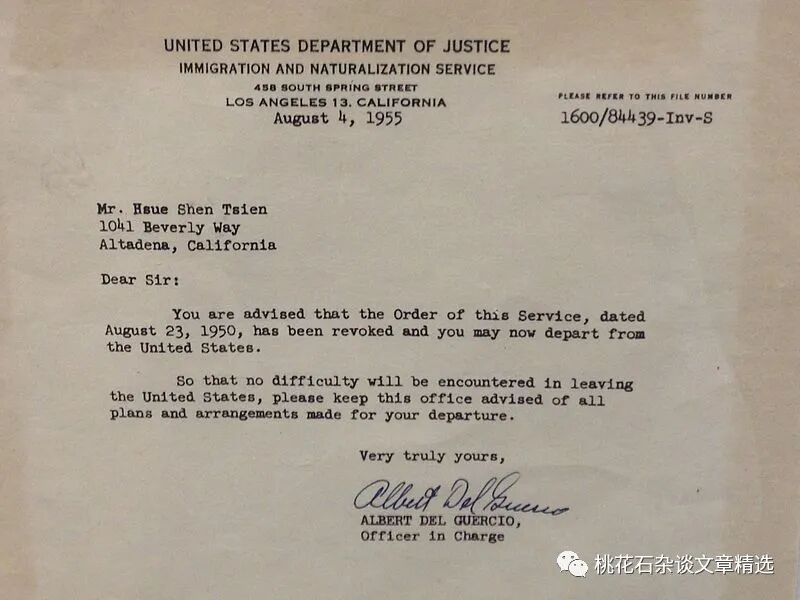 UNITED STATES DEPARTMENT OF JUSTICE
IMMIGRATION AND NATURALIZATION SERVICE
458 SOUTH SPRING STREET
LOS ANGELES 13, CALIFORNIA
August 4, 1955
PLEASE REFER TO THIS FILE NUMBER
1600/84439-Inv-S
Mr. Hsue Shen Tsien
1041 Beverly Way
Altadena, California
Dear Sir:
You are advised that the Order of this Service, dated
August 23, 1950, has been revoked and you may now depart from
the United States.
So that no difficulty will be encountered in leaving
the United States, please keep this office advised of all
plans and arrangements made for your departure.
Very truly yours,
Albert Del Guercio
ALBERT DEL GUERCIO,
Officer in Charge
桃花石杂谈文章精选